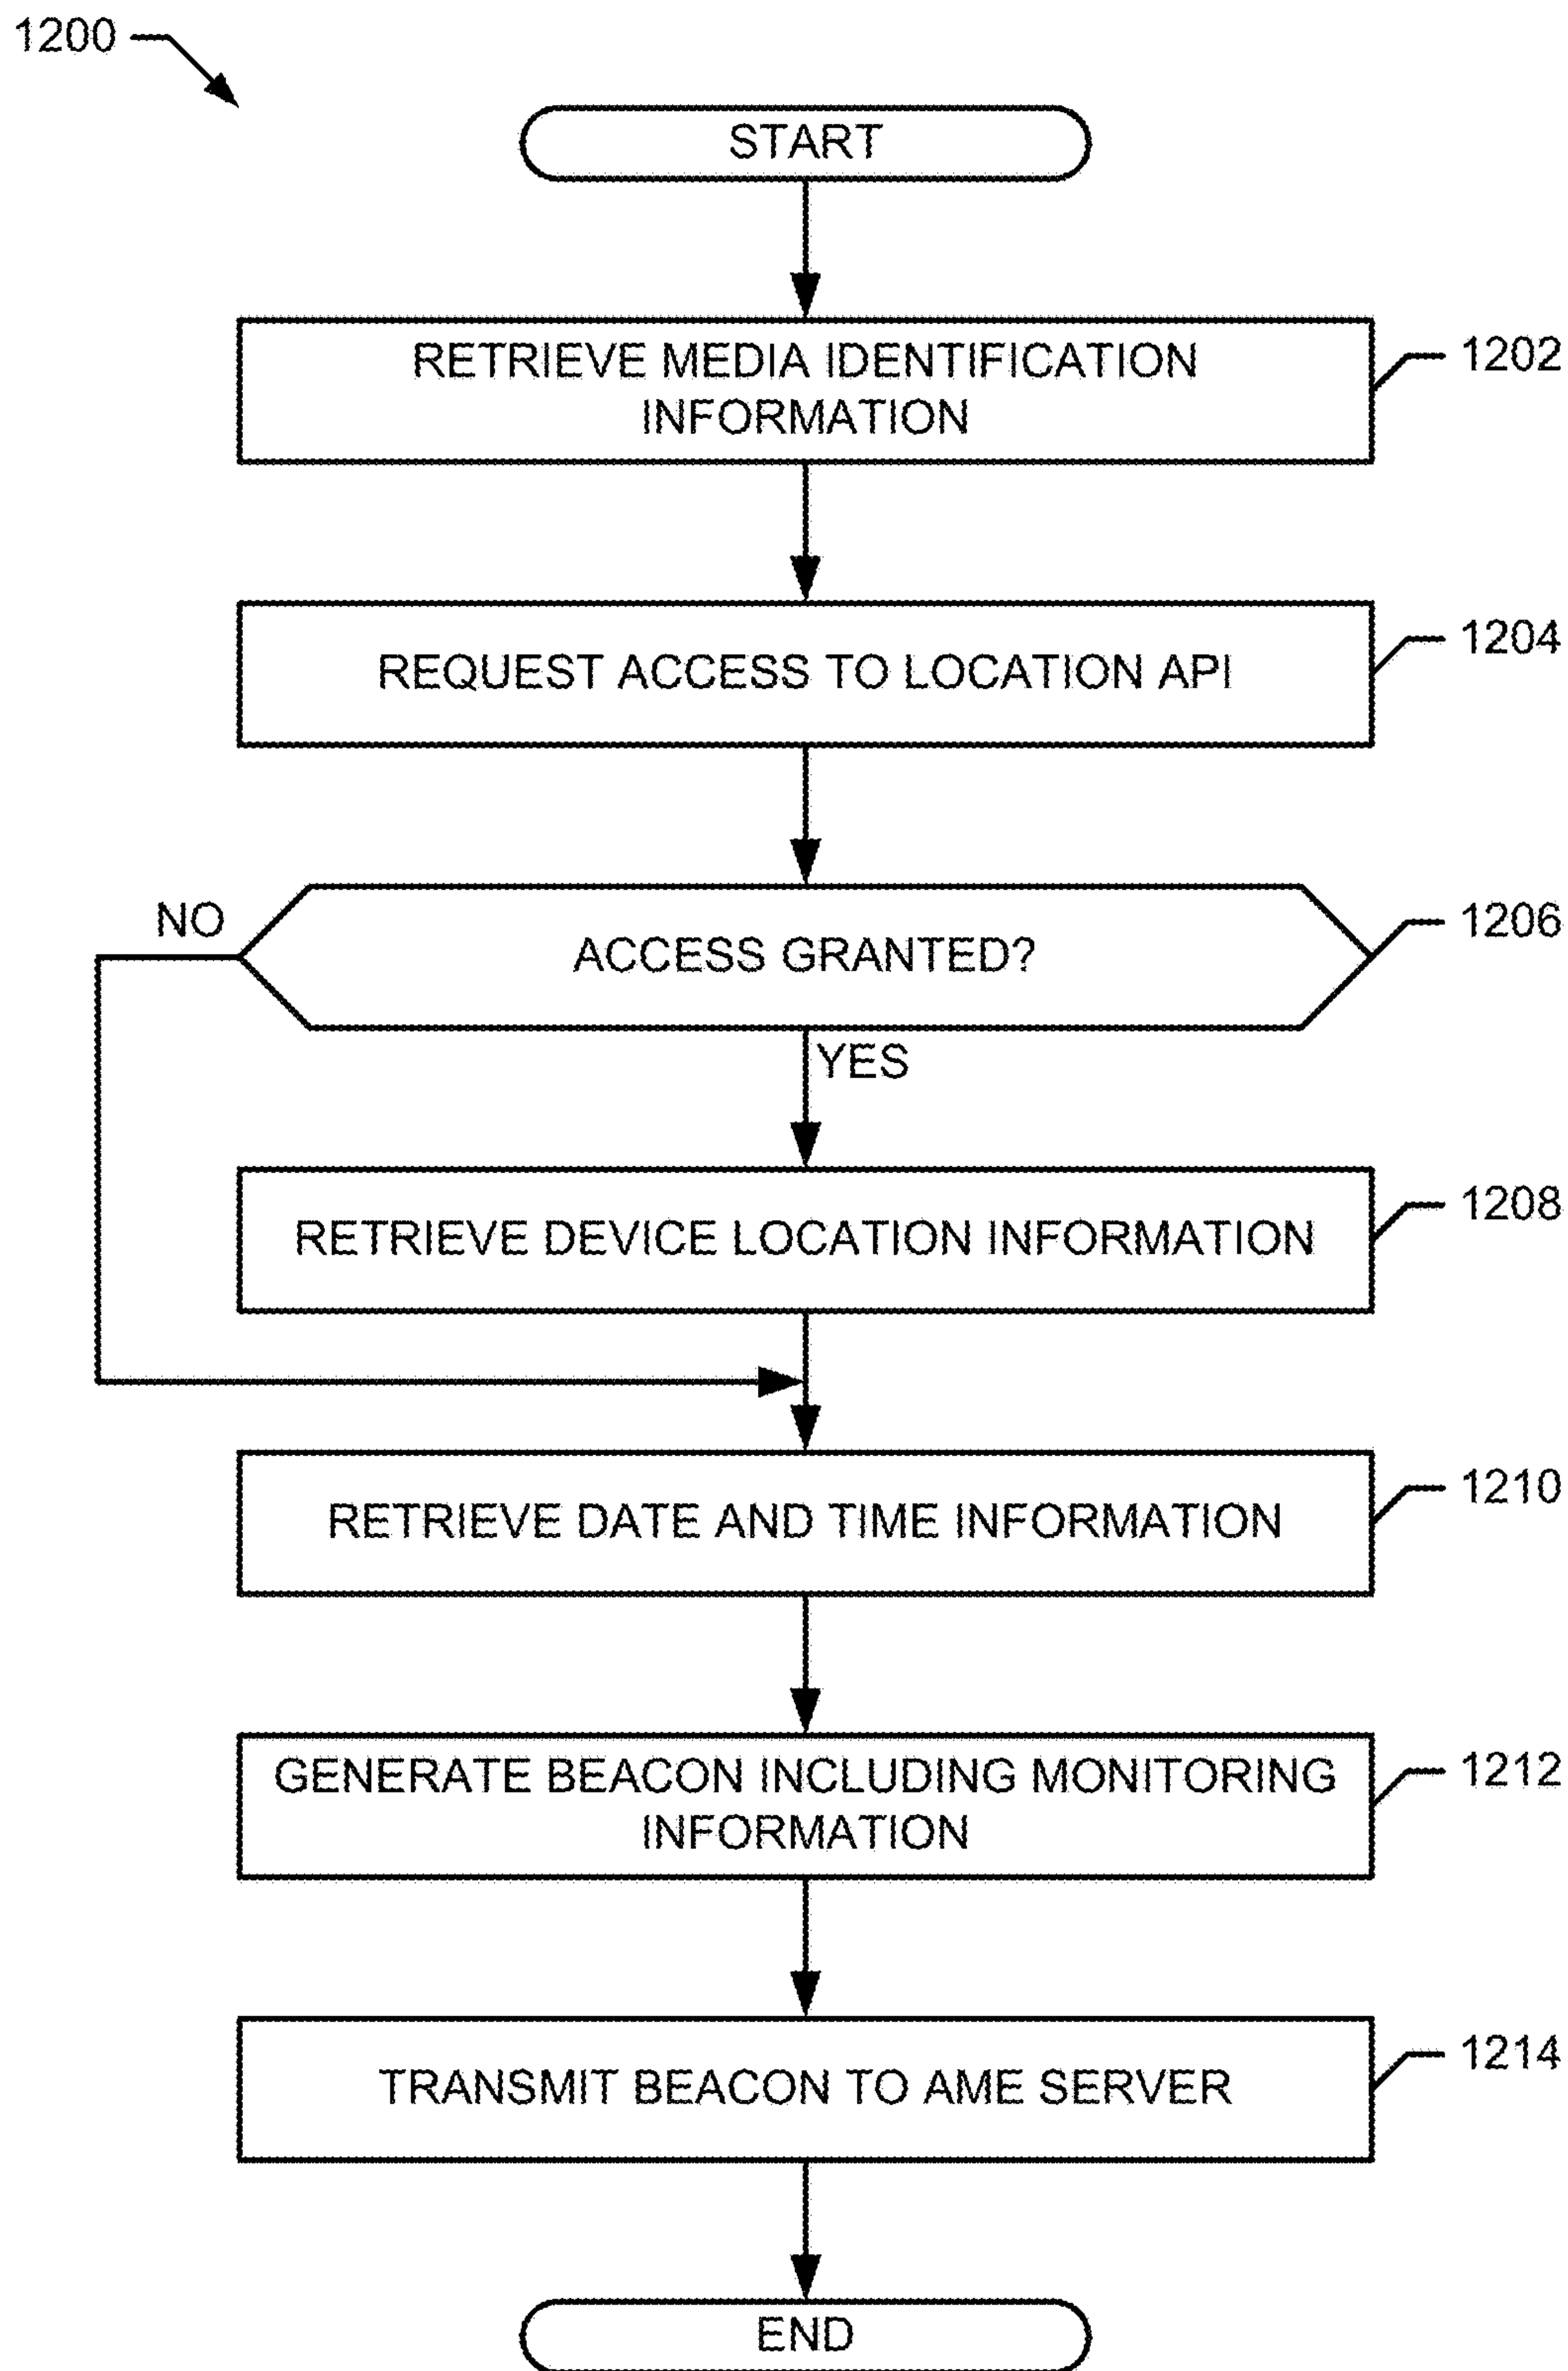 1200
START
RETRIEVE MEDIA IDENTIFICATION
INFORMATION
1202
REQUEST ACCESS TO LOCATION API
1204
NO
ACCESS GRANTED?
1206
YES
RETRIEVE DEVICE LOCATION INFORMATION
1208
RETRIEVE DATE AND TIME INFORMATION
1210
GENERATE BEACON INCLUDING MONITORING
INFORMATION
1212
TRANSMIT BEACON TO AME SERVER
1214
END